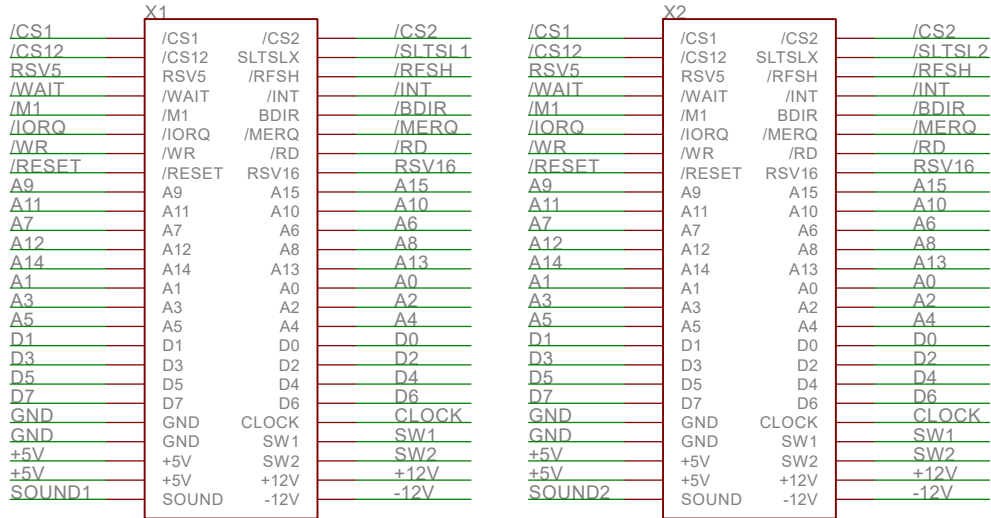 X1 X2
/CS1 /CS1 /CS2 /CS2 /CS1 /CS1 /CS2 /CS2
/CS12 /CS12 SLTSLX /SLTSL1 /CS12 /CS12 SLTSLX /SLTSL2
RSV5 RSV5 /RFSH /RFSH RSV5 RSV5 /RFSH /RFSH
/WAIT /WAIT /INT /INT /WAIT /WAIT /INT /INT
/M1 /M1 BDIR /BDIR /M1 /M1 BDIR /BDIR
/IORQ /IORQ /MERQ /MERQ /IORQ /IORQ /MERQ /MERQ
/WR /WR /RD /RD /WR /WR /RD /RD
/RESET /RESET RSV16 RSV16 /RESET /RESET RSV16 RSV16
A9 A9 A15 A15 A9 A9 A15 A15
A11 A11 A10 A10 A11 A11 A10 A10
A7 A7 A6 A6 A7 A7 A6 A6
A12 A12 A8 A8 A12 A12 A8 A8
A14 A14 A13 A13 A14 A14 A13 A13
A1 A1 A0 A0 A1 A1 A0 A0
A3 A3 A2 A2 A3 A3 A2 A2
A5 A5 A4 A4 A5 A5 A4 A4
D1 D1 D0 D0 D1 D1 D0 D0
D3 D3 D2 D2 D3 D3 D2 D2
D5 D5 D4 D4 D5 D5 D4 D4
D7 D7 D6 D6 D7 D7 D6 D6
GND GND CLOCK CLOCK GND GND CLOCK CLOCK
GND GND SW1 SW1 GND GND SW1 SW1
+5V +5V SW2 SW2 +5V +5V SW2 SW2
+5V +5V +12V +12V +5V +5V +12V +12V
SOUND1 SOUND -12V -12V SOUND2 SOUND -12V -12V